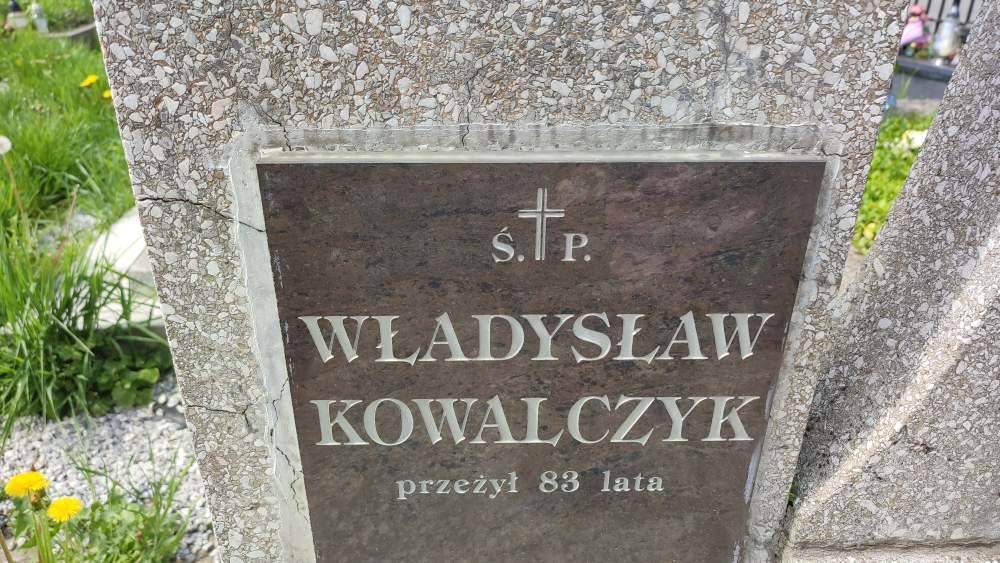 Ś. P.
WŁADYSŁAW
KOWALCZYK
przeżył 83 lata